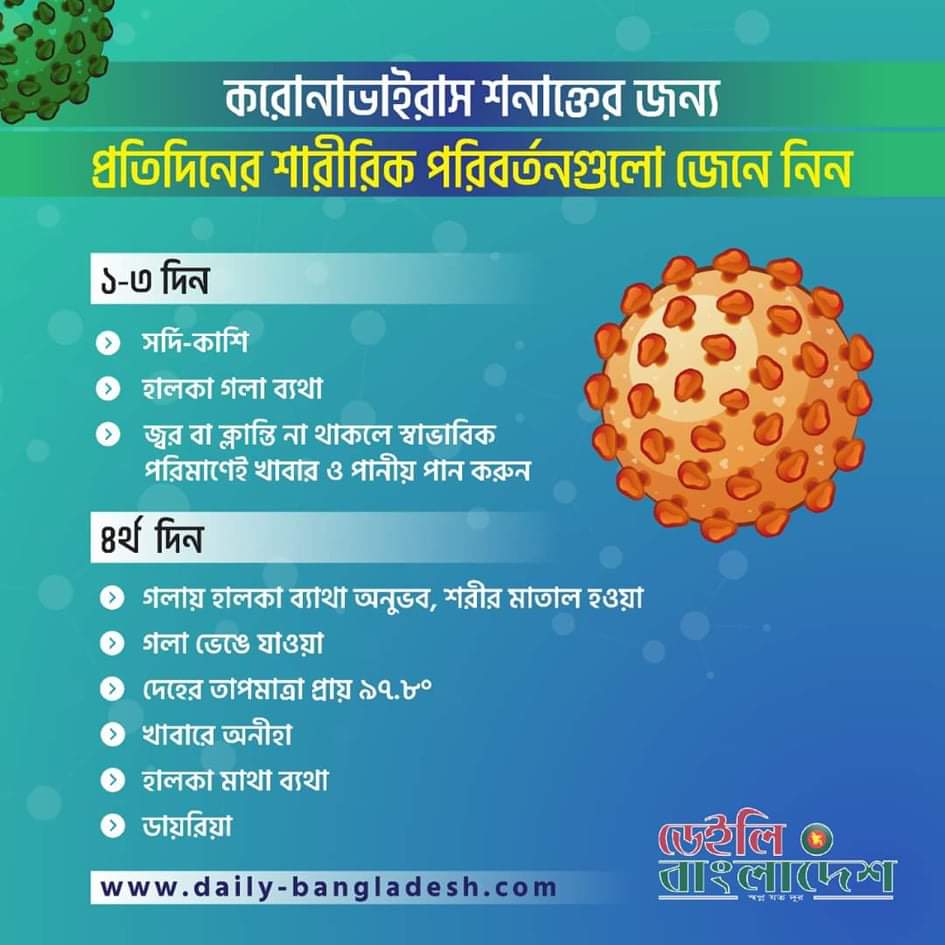 করোনাভাইরাস শনাক্তের জন্য
প্রতিদিনের শারীরিক পরিবর্তনগুলো জেনে নিন
১-৩ দিন
সর্দি-কাশি
হালকা গলা ব্যথা
জ্বর বা ক্লান্তি না থাকলে স্বাভাবিক
পরিমাণেই খাবার ও পানীয় পান করুন
৪র্থ দিন
গলায় হালকা ব্যাথা অনুভব, শরীর মাতাল হওয়া
গলা ভেঙে যাওয়া
দেহের তাপমাত্রা প্রায় ৯৭.৮°
খাবারে অনীহা
হালকা মাথা ব্যথা
ডায়রিয়া
www.daily-bangladesh.com
ডেইলি
বাংলাদেশ
স্বপ্ন যত দূর